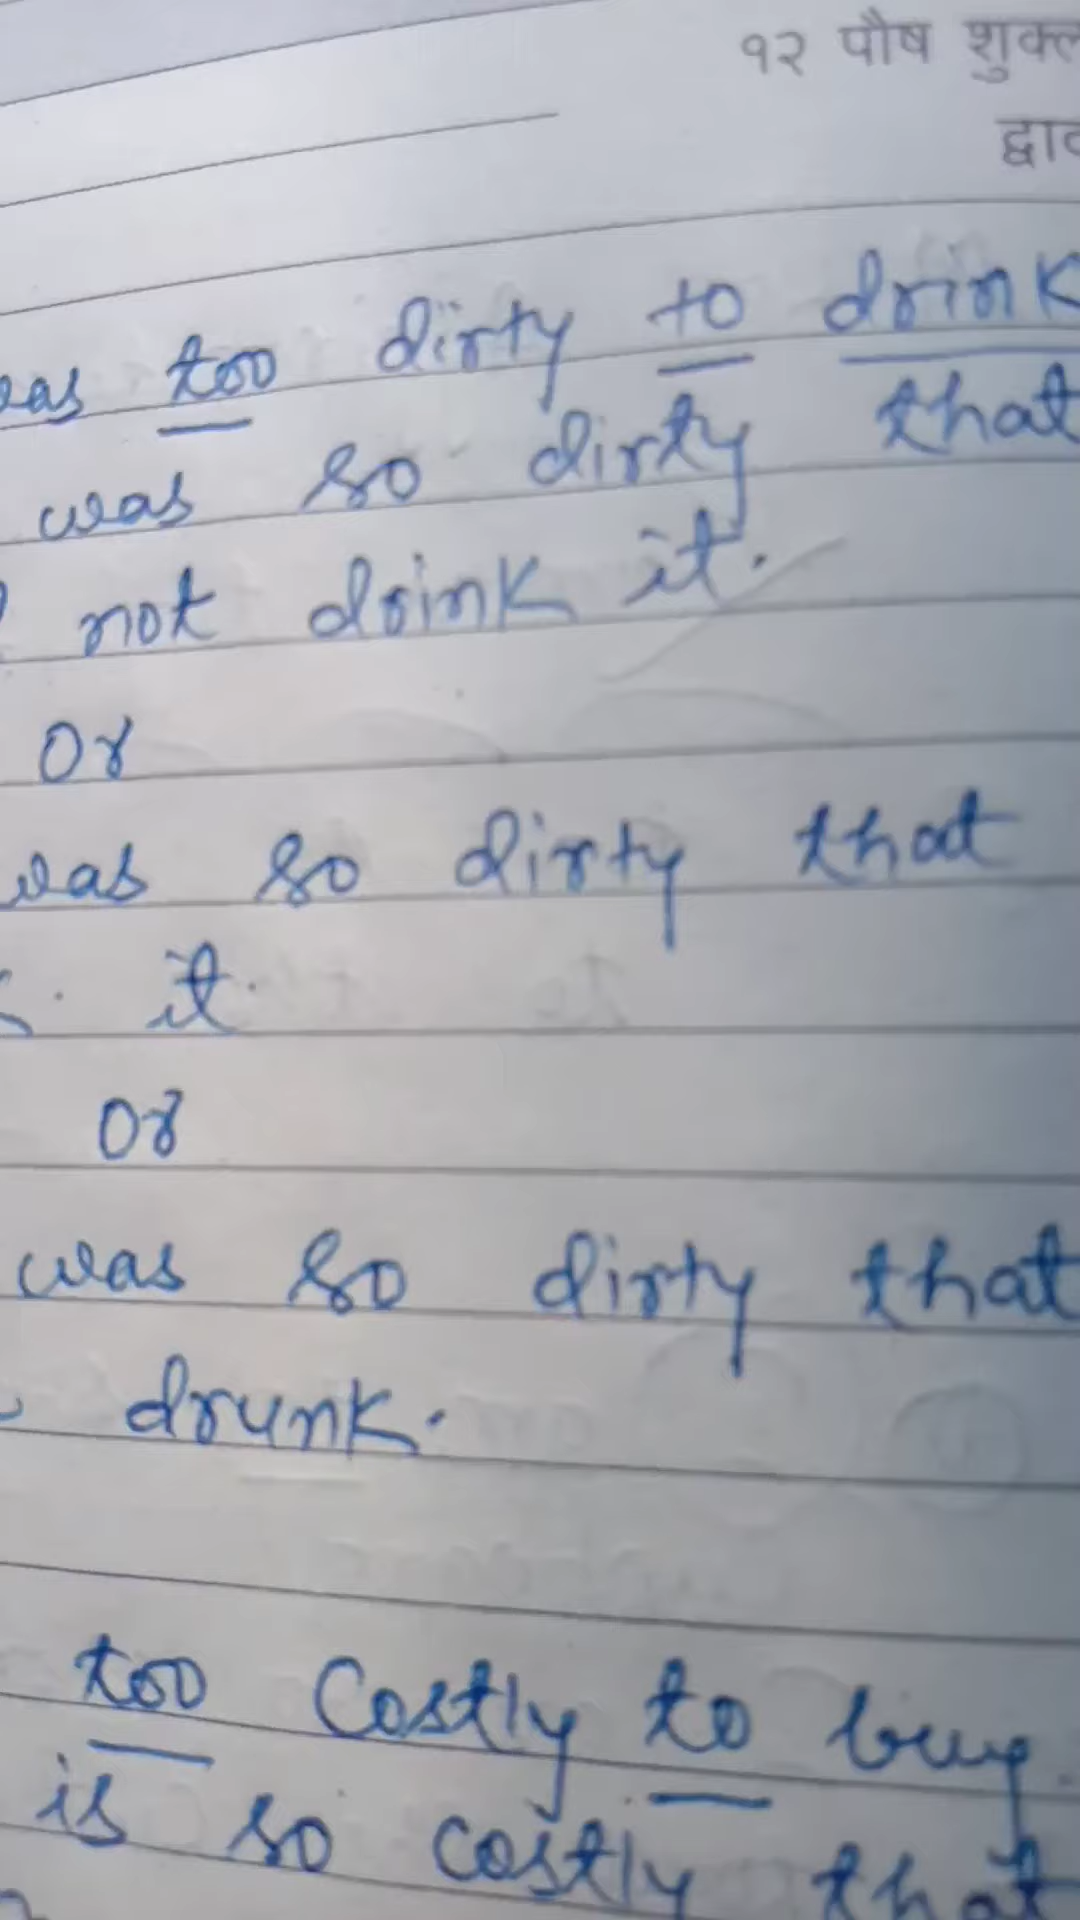 १२ पौष शुक्ल
was too dirty to drink
was so dirty that
not drink it.
or
was so dirty that
it.
or
was so dirty that
drunk.
too Costly to buy.
is so costly that